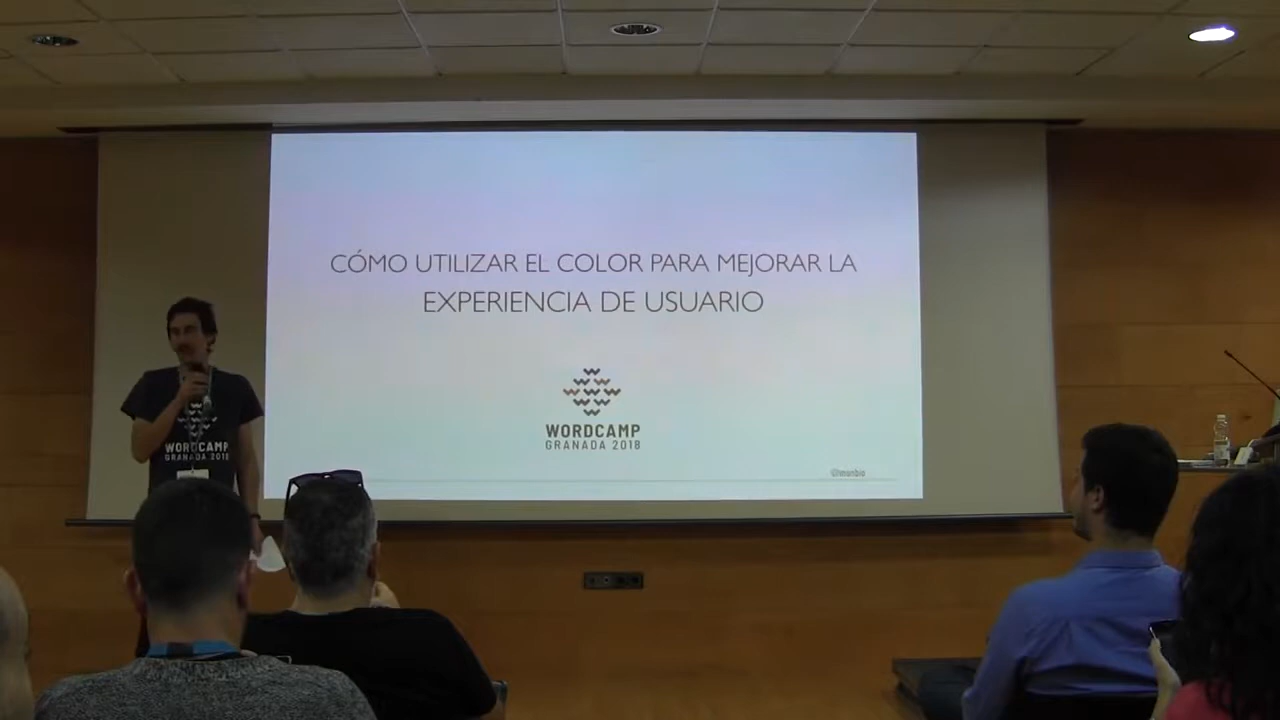 CÓMO UTILIZAR EL COLOR PARA MEJORAR LA
EXPERIENCIA DE USUARIO
WORDCAMP
GRANADA 2018
WORDCAMP
GRANADA 2018